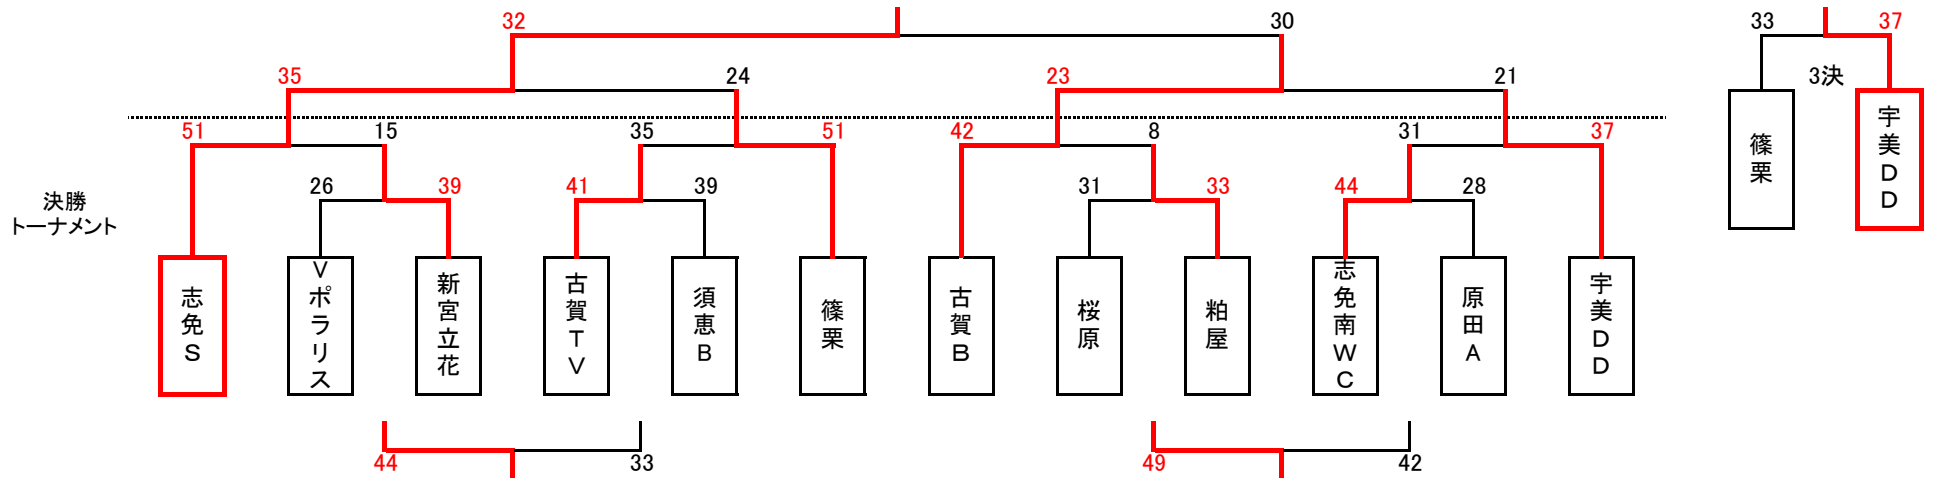 32 30 33 37
35 24 23 21 3決
51 15 35 51 42 8 31 37
26 39 41 39 31 33 44 28
決勝
トーナメント
志免S
Vポラリス
新宮立花
古賀TV
須恵B
篠栗
古賀B
桜原
粕屋
志免南WC
原田A
宇美DD
篠栗
宇美DD
44 33 49 42